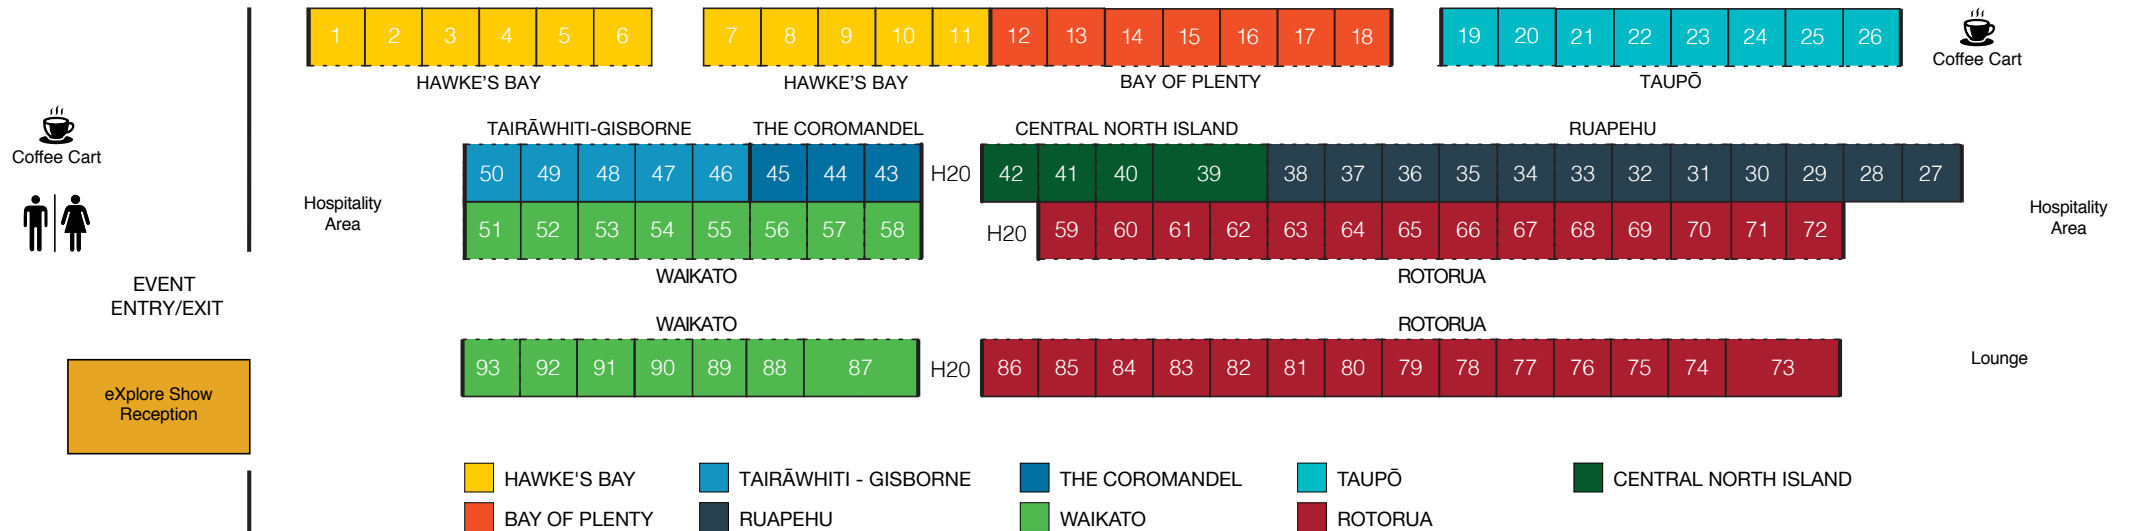 1 2 3 4 5 6 7 8 9 10 11 12 13 14 15 16 17 18 19 20 21 22 23 24 25 26
Coffee Cart
HAWKE'S BAY HAWKE'S BAY BAY OF PLENTY TAUPŌ
TAIRĀWHITI-GISBORNE THE COROMANDEL CENTRAL NORTH ISLAND RUAPEHU
Coffee Cart
50 49 48 47 46 45 44 43 H20 42 41 40 39 38 37 36 35 34 33 32 31 30 29 28 27
Hospitality
Area
51 52 53 54 55 56 57 58 H20 59 60 61 62 63 64 65 66 67 68 69 70 71 72
Hospitality
Area
WAIKATO ROTORUA
EVENT
ENTRY/EXIT
WAIKATO ROTORUA
93 92 91 90 89 88 87 H20 86 85 84 83 82 81 80 79 78 77 76 75 74 73
Lounge
eXplore Show
Reception
HAWKE'S BAY TAIRĀWHITI - GISBORNE THE COROMANDEL TAUPŌ CENTRAL NORTH ISLAND
BAY OF PLENTY RUAPEHU WAIKATO ROTORUA